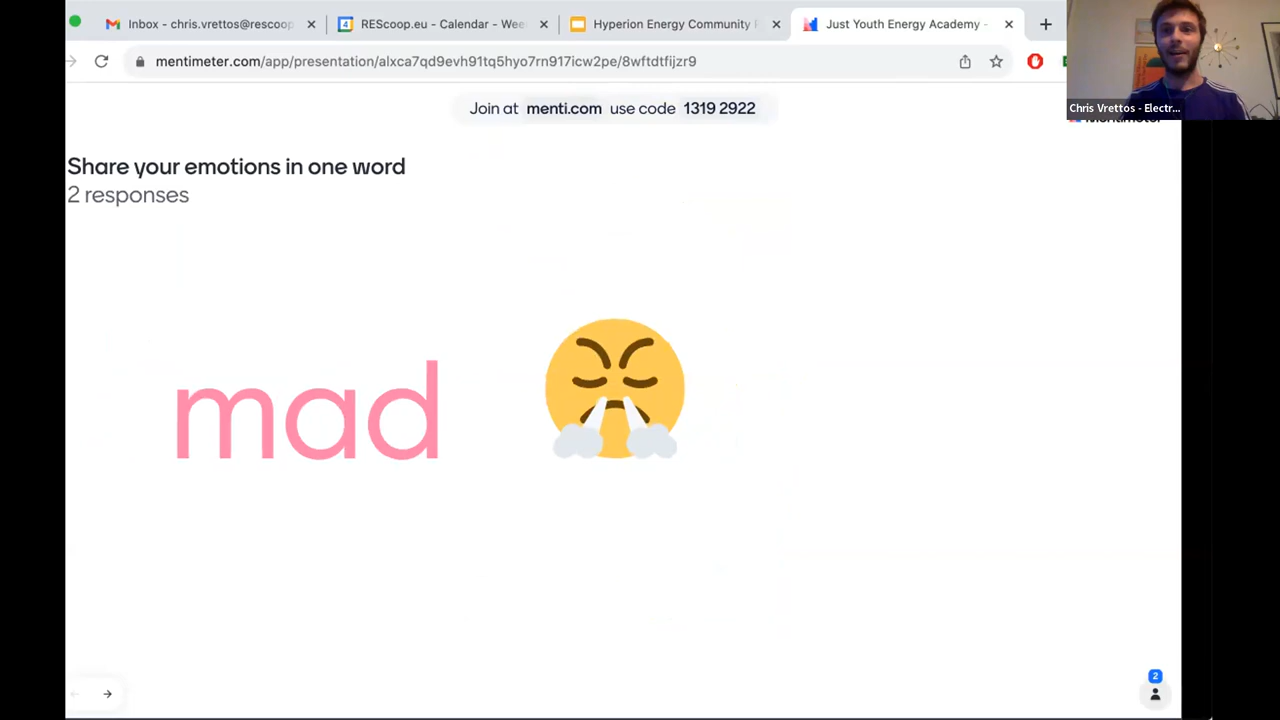 Inbox - chris.vrettos@rescoop
REScoop.eu - Calendar - Wee
Hyperion Energy Community
Just Youth Energy Academy -
mentimeter.com/app/presentation/alxca7qd9evh91tq5hyo7rn917icw2pe/8wftdtfijzr9
Chris Vrettos - Electr...
Join at menti.com use code 1319 2922
Mentimeter
Share your emotions in one word
2 responses
mad
2